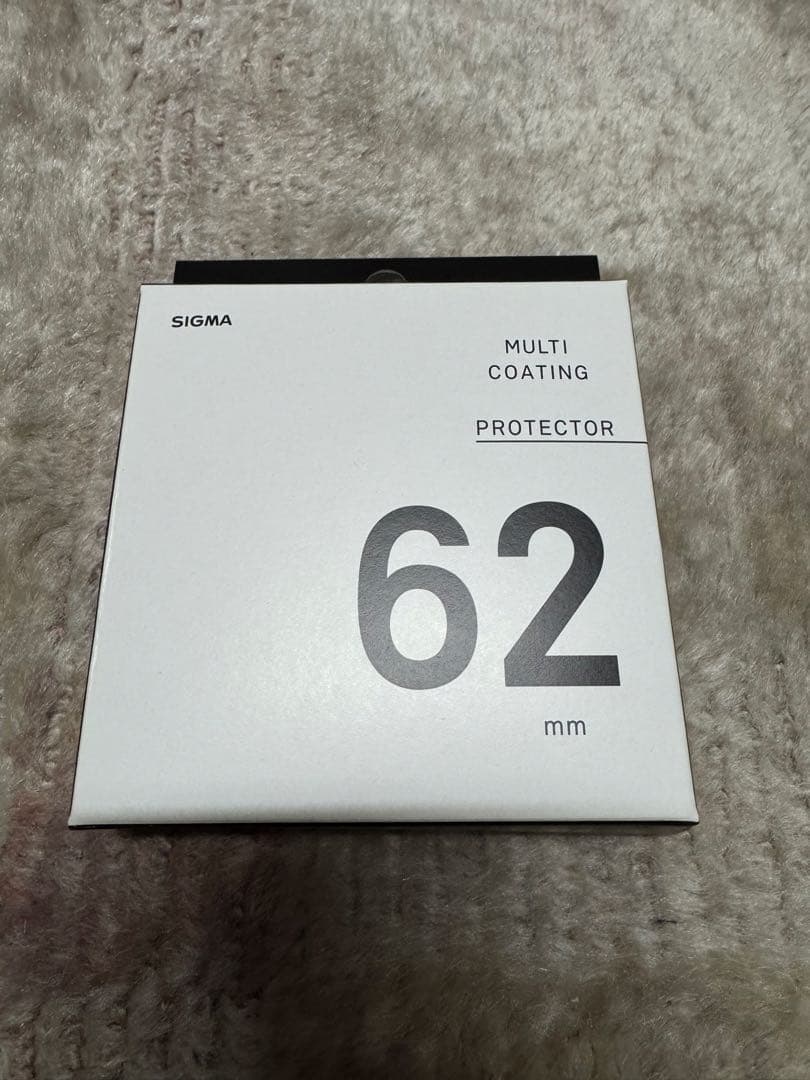 SIGMA
MULTI
COATING
PROTECTOR
62
mm